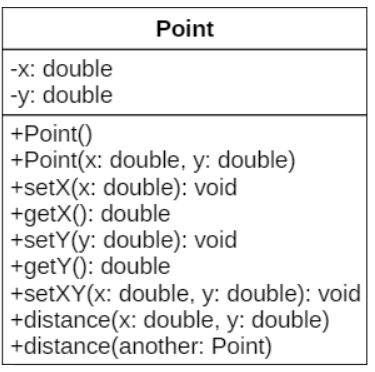 Point
-x: double
-y: double
+Point()
+Point(x: double, y: double)
+setX(x: double): void
+getX(): double
+setY(y: double): void
+getY(): double
+setXY(x: double, y: double): void
+distance(x: double, y: double)
+distance(another: Point)